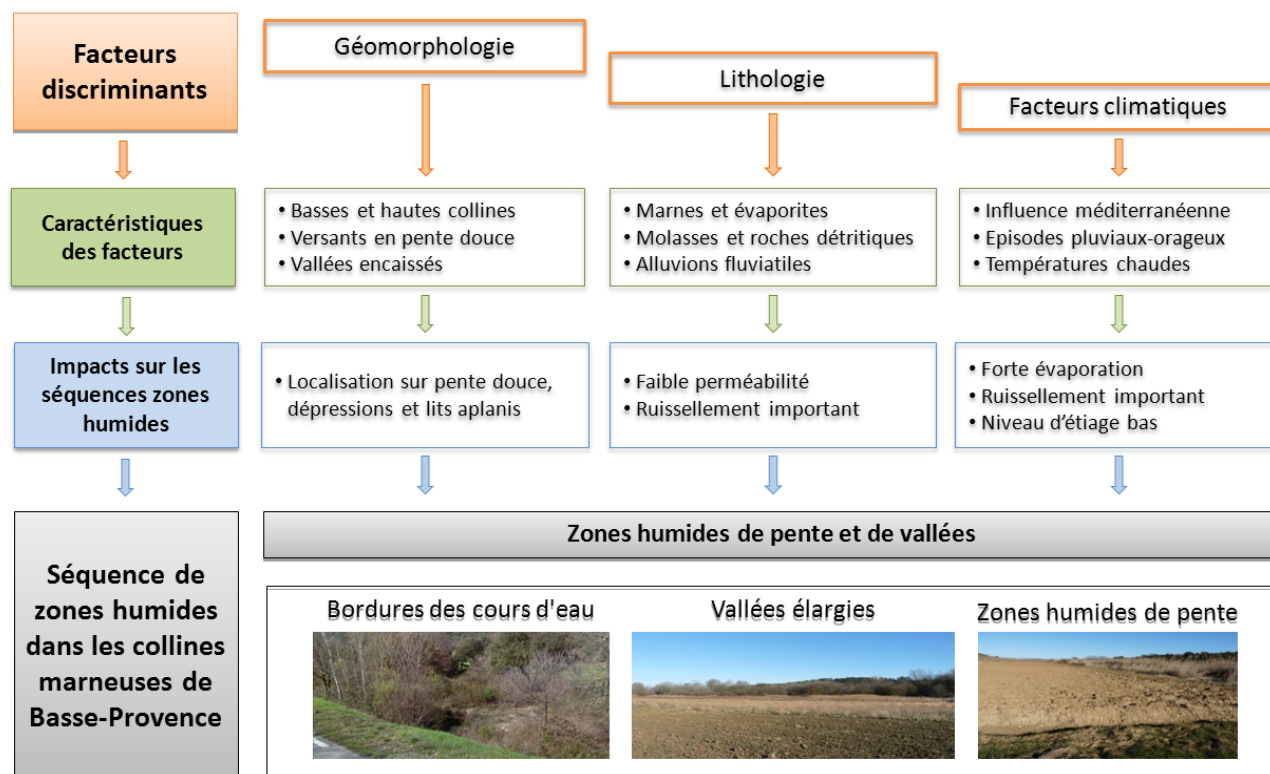 Facteurs
discriminants
Géomorphologie
Lithologie
Facteurs climatiques
Caractéristiques
des facteurs
• Basses et hautes collines
• Versants en pente douce
• Vallées encaissés
• Marnes et évaporites
• Molasses et roches détritiques
• Alluvions fluviatiles
• Influence méditerranéenne
• Episodes pluviaux-orageux
• Températures chaudes
Impacts sur les
séquences zones
humides
• Localisation sur pente douce,
dépressions et lits aplanis
• Faible perméabilité
• Ruissellement important
• Forte évaporation
• Ruissellement important
• Niveau d'étiage bas
Séquence de
zones humides
dans les collines
marneuses de
Basse-Provence
Zones humides de pente et de vallées
Bordures des cours d'eau
Vallées élargies
Zones humides de pente